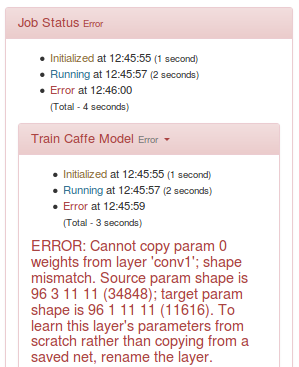 Job Status Error
Initialized at 12:45:55 (1 second)
Running at 12:45:57 (2 seconds)
Error at 12:46:00
(Total - 4 seconds)
Train Caffe Model Error
Initialized at 12:45:55 (1 second)
Running at 12:45:57 (2 seconds)
Error at 12:45:59
(Total - 3 seconds)
ERROR: Cannot copy param 0
weights from layer 'conv1'; shape
mismatch. Source param shape is
96 3 11 11 (34848); target param
shape is 96 1 11 11 (11616). To
learn this layer's parameters from
scratch rather than copying from a
saved net, rename the layer.